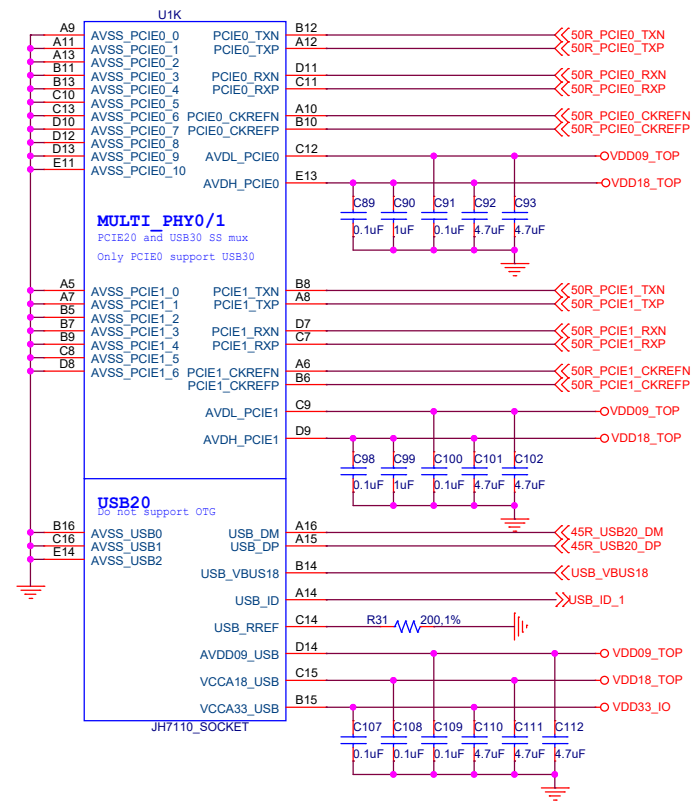 U1K
A9 AVSS_PCIE0_0 PCIE0_TXN B12 50R_PCIE0_TXN
A11 AVSS_PCIE0_1 PCIE0_TXP A12 50R_PCIE0_TXP
A13 AVSS_PCIE0_2
B11 AVSS_PCIE0_3 PCIE0_RXN D11 50R_PCIE0_RXN
B13 AVSS_PCIE0_4 PCIE0_RXP C11 50R_PCIE0_RXP
C10 AVSS_PCIE0_5
C13 AVSS_PCIE0_6 PCIE0_CKREFN A10 50R_PCIE0_CKREFN
D10 AVSS_PCIE0_7 PCIE0_CKREFP B10 50R_PCIE0_CKREFP
D12 AVSS_PCIE0_8
D13 AVSS_PCIE0_9 AVDL_PCIE0 C12 VDD09_TOP
E11 AVSS_PCIE0_10
AVDH_PCIE0 E13 VDD18_TOP
C89 C90 C91 C92 C93
0.1uF 1uF 0.1uF 4.7uF 4.7uF
MULTI_PHY0/1
PCIE20 and USB30 SS mux
Only PCIE0 support USB30
A5 AVSS_PCIE1_0 PCIE1_TXN B8 50R_PCIE1_TXN
A7 AVSS_PCIE1_1 PCIE1_TXP A8 50R_PCIE1_TXP
B5 AVSS_PCIE1_2
B7 AVSS_PCIE1_3 PCIE1_RXN D7 50R_PCIE1_RXN
B9 AVSS_PCIE1_4 PCIE1_RXP C7 50R_PCIE1_RXP
C8 AVSS_PCIE1_5
D8 AVSS_PCIE1_6 PCIE1_CKREFN A6 50R_PCIE1_CKREFN
PCIE1_CKREFP B6 50R_PCIE1_CKREFP
AVDL_PCIE1 C9 VDD09_TOP
AVDH_PCIE1 D9 VDD18_TOP
C98 C99 C100 C101 C102
0.1uF 1uF 0.1uF 4.7uF 4.7uF
USB20
Do not support OTG
B16 AVSS_USB0 USB_DM A16 45R_USB20_DM
C16 AVSS_USB1 USB_DP A15 45R_USB20_DP
E14 AVSS_USB2
USB_VBUS18 B14 USB_VBUS18
USB_ID A14 USB_ID_1
USB_RREF C14 R31 200,1%
AVDD09_USB D14 VDD09_TOP
VCCA18_USB C15 VDD18_TOP
VCCA33_USB B15 VDD33_IO
JH7110_SOCKET
C107 C108 C109 C110 C111 C112
0.1uF 0.1uF 0.1uF 4.7uF 4.7uF 4.7uF